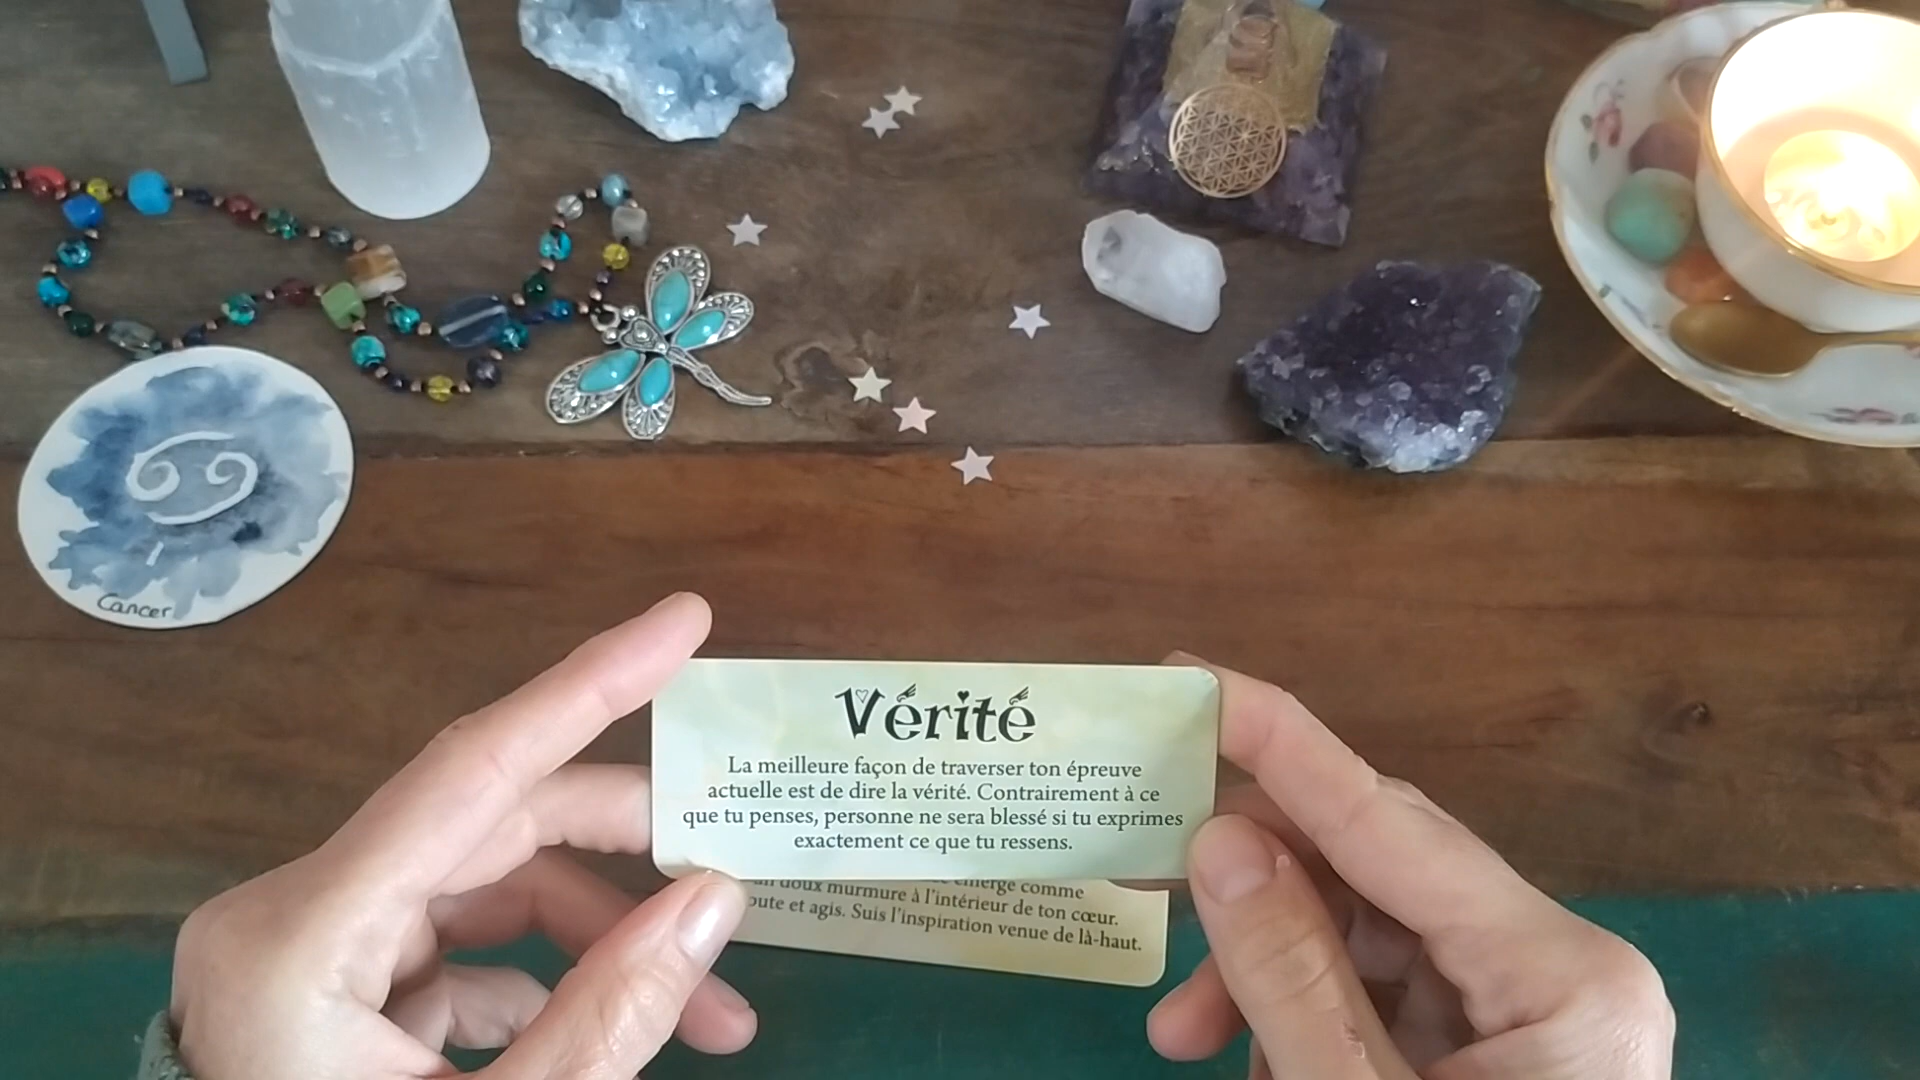 Cancer
Vérité
La meilleure façon de traverser ton épreuve
actuelle est de dire la vérité. Contrairement à ce
que tu penses, personne ne sera blessé si tu exprimes
exactement ce que tu ressens.
doux murmure à l'intérieur de ton cœur.
et agis. Suis l'inspiration venue de là-haut.